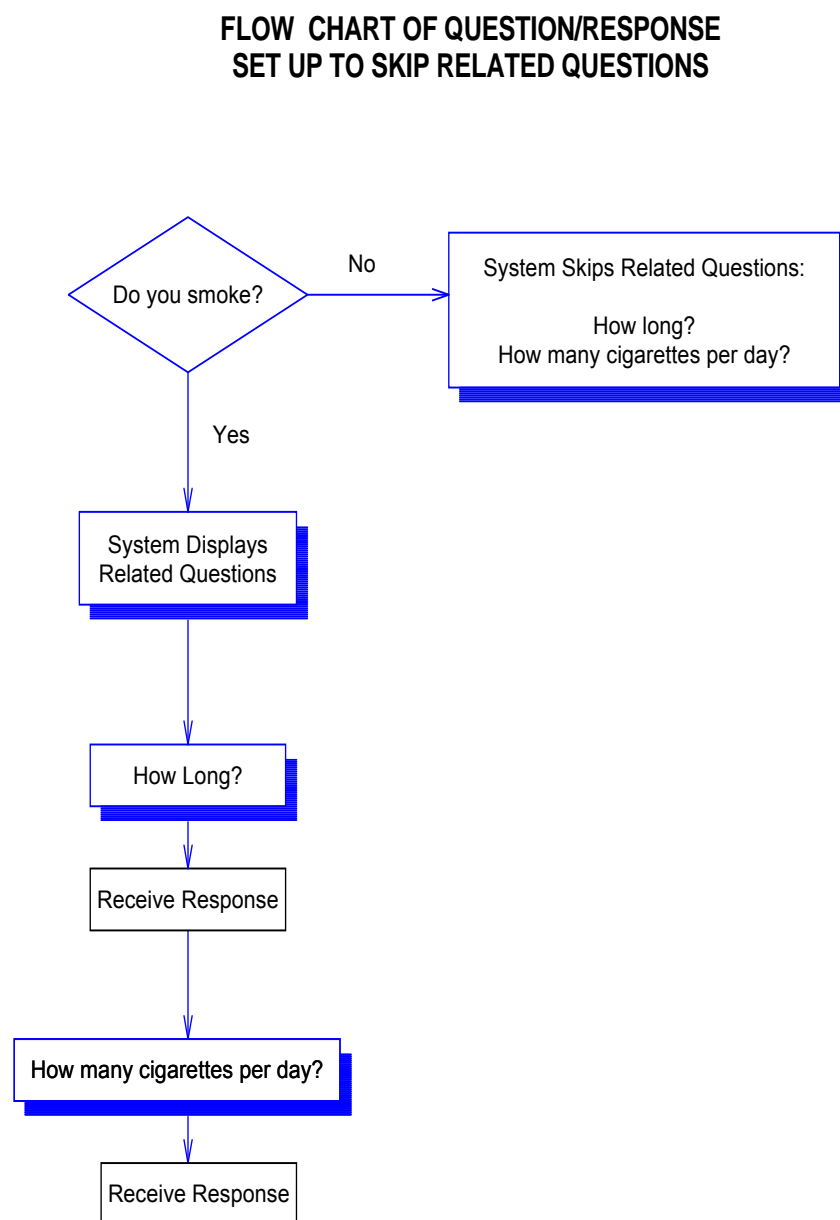 FLOW CHART OF QUESTION/RESPONSE
SET UP TO SKIP RELATED QUESTIONS
Do you smoke?
No
System Skips Related Questions:
How long?
How many cigarettes per day?
Yes
System Displays
Related Questions
How Long?
Receive Response
How many cigarettes per day?
Receive Response